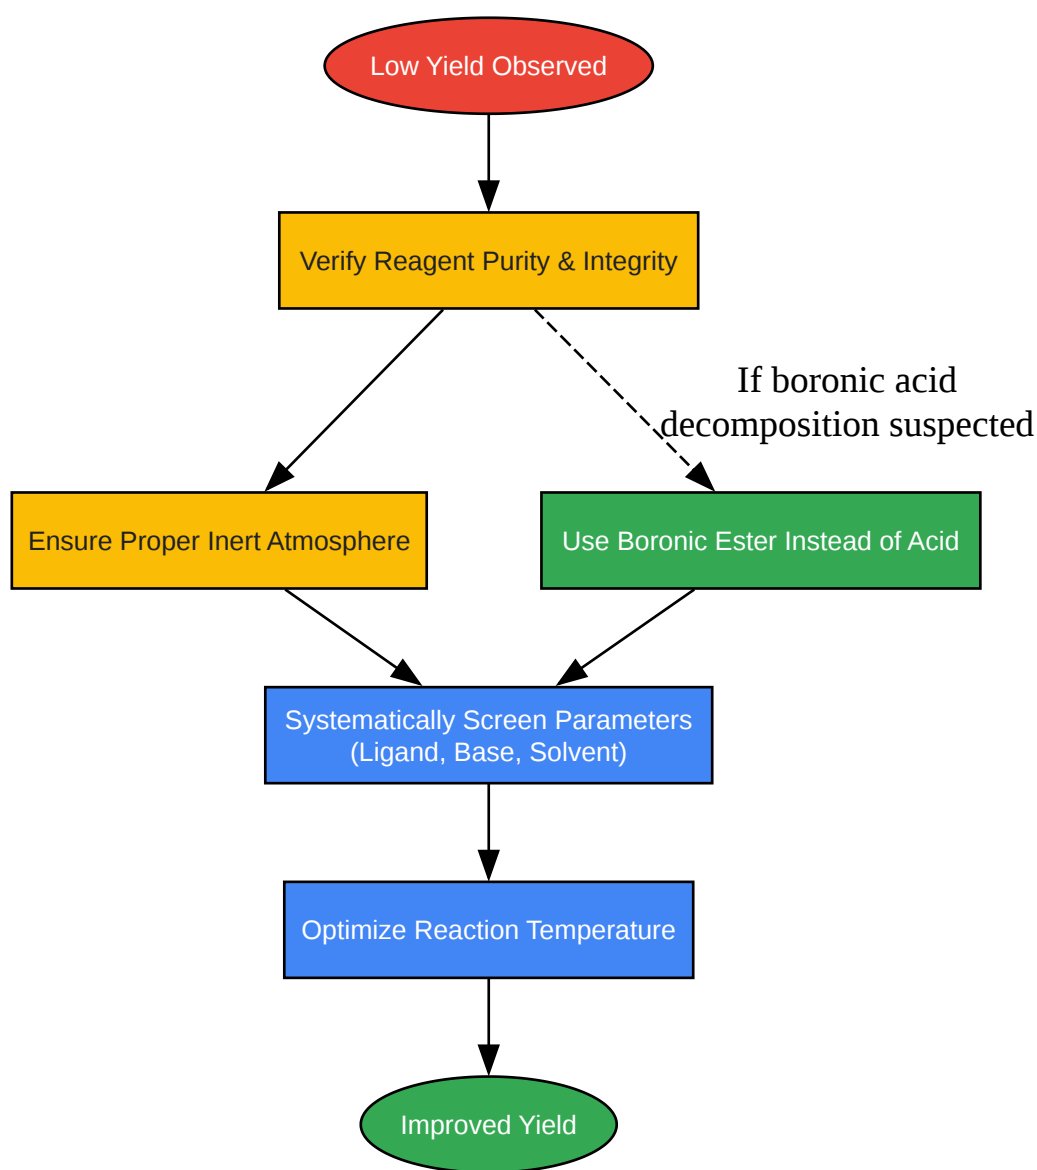 Low Yield Observed
Verify Reagent Purity & Integrity
If boronic acid
decomposition suspected
Ensure Proper Inert Atmosphere
Use Boronic Ester Instead of Acid
Systematically Screen Parameters
(Ligand, Base, Solvent)
Optimize Reaction Temperature
Improved Yield